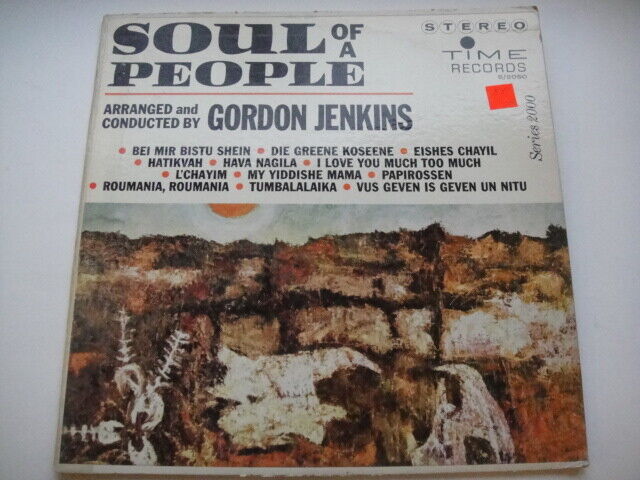 SOUL OF A
PEOPLE
STEREO
TIME
RECORDS
S/2050
Series 2000
ARRANGED and
CONDUCTED BY GORDON JENKINS
• BEI MIR BISTU SHEIN • DIE GREENE KOSEENE • EISHES CHAYIL
• HATIKVAH • HAVA NAGILA • I LOVE YOU MUCH TOO MUCH
• L'CHAYIM • MY YIDDISHE MAMA • PAPIROSSEN
• ROUMANIA, ROUMANIA • TUMBALALAIKA • VUS GEVEN IS GEVEN UN NITU